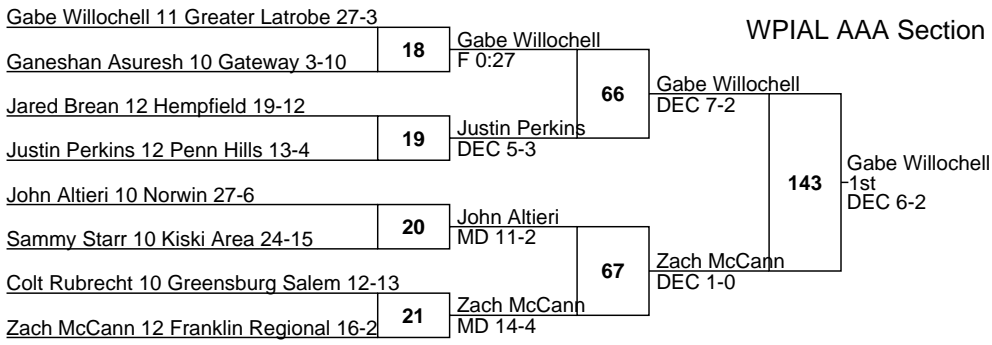 Gabe Willochell 11 Greater Latrobe 27-3
WPIAL AAA Section
18
Gabe Willochell
F 0:27
Ganeshan Asuresh 10 Gateway 3-10
66
Gabe Willochell
DEC 7-2
Jared Brean 12 Hempfield 19-12
19
Justin Perkins
DEC 5-3
Justin Perkins 12 Penn Hills 13-4
143
Gabe Willochell
1st
DEC 6-2
John Altieri 10 Norwin 27-6
20
John Altieri
MD 11-2
Sammy Starr 10 Kiski Area 24-15
67
Zach McCann
DEC 1-0
Colt Rubrecht 10 Greensburg Salem 12-13
21
Zach McCann
MD 14-4
Zach McCann 12 Franklin Regional 16-2